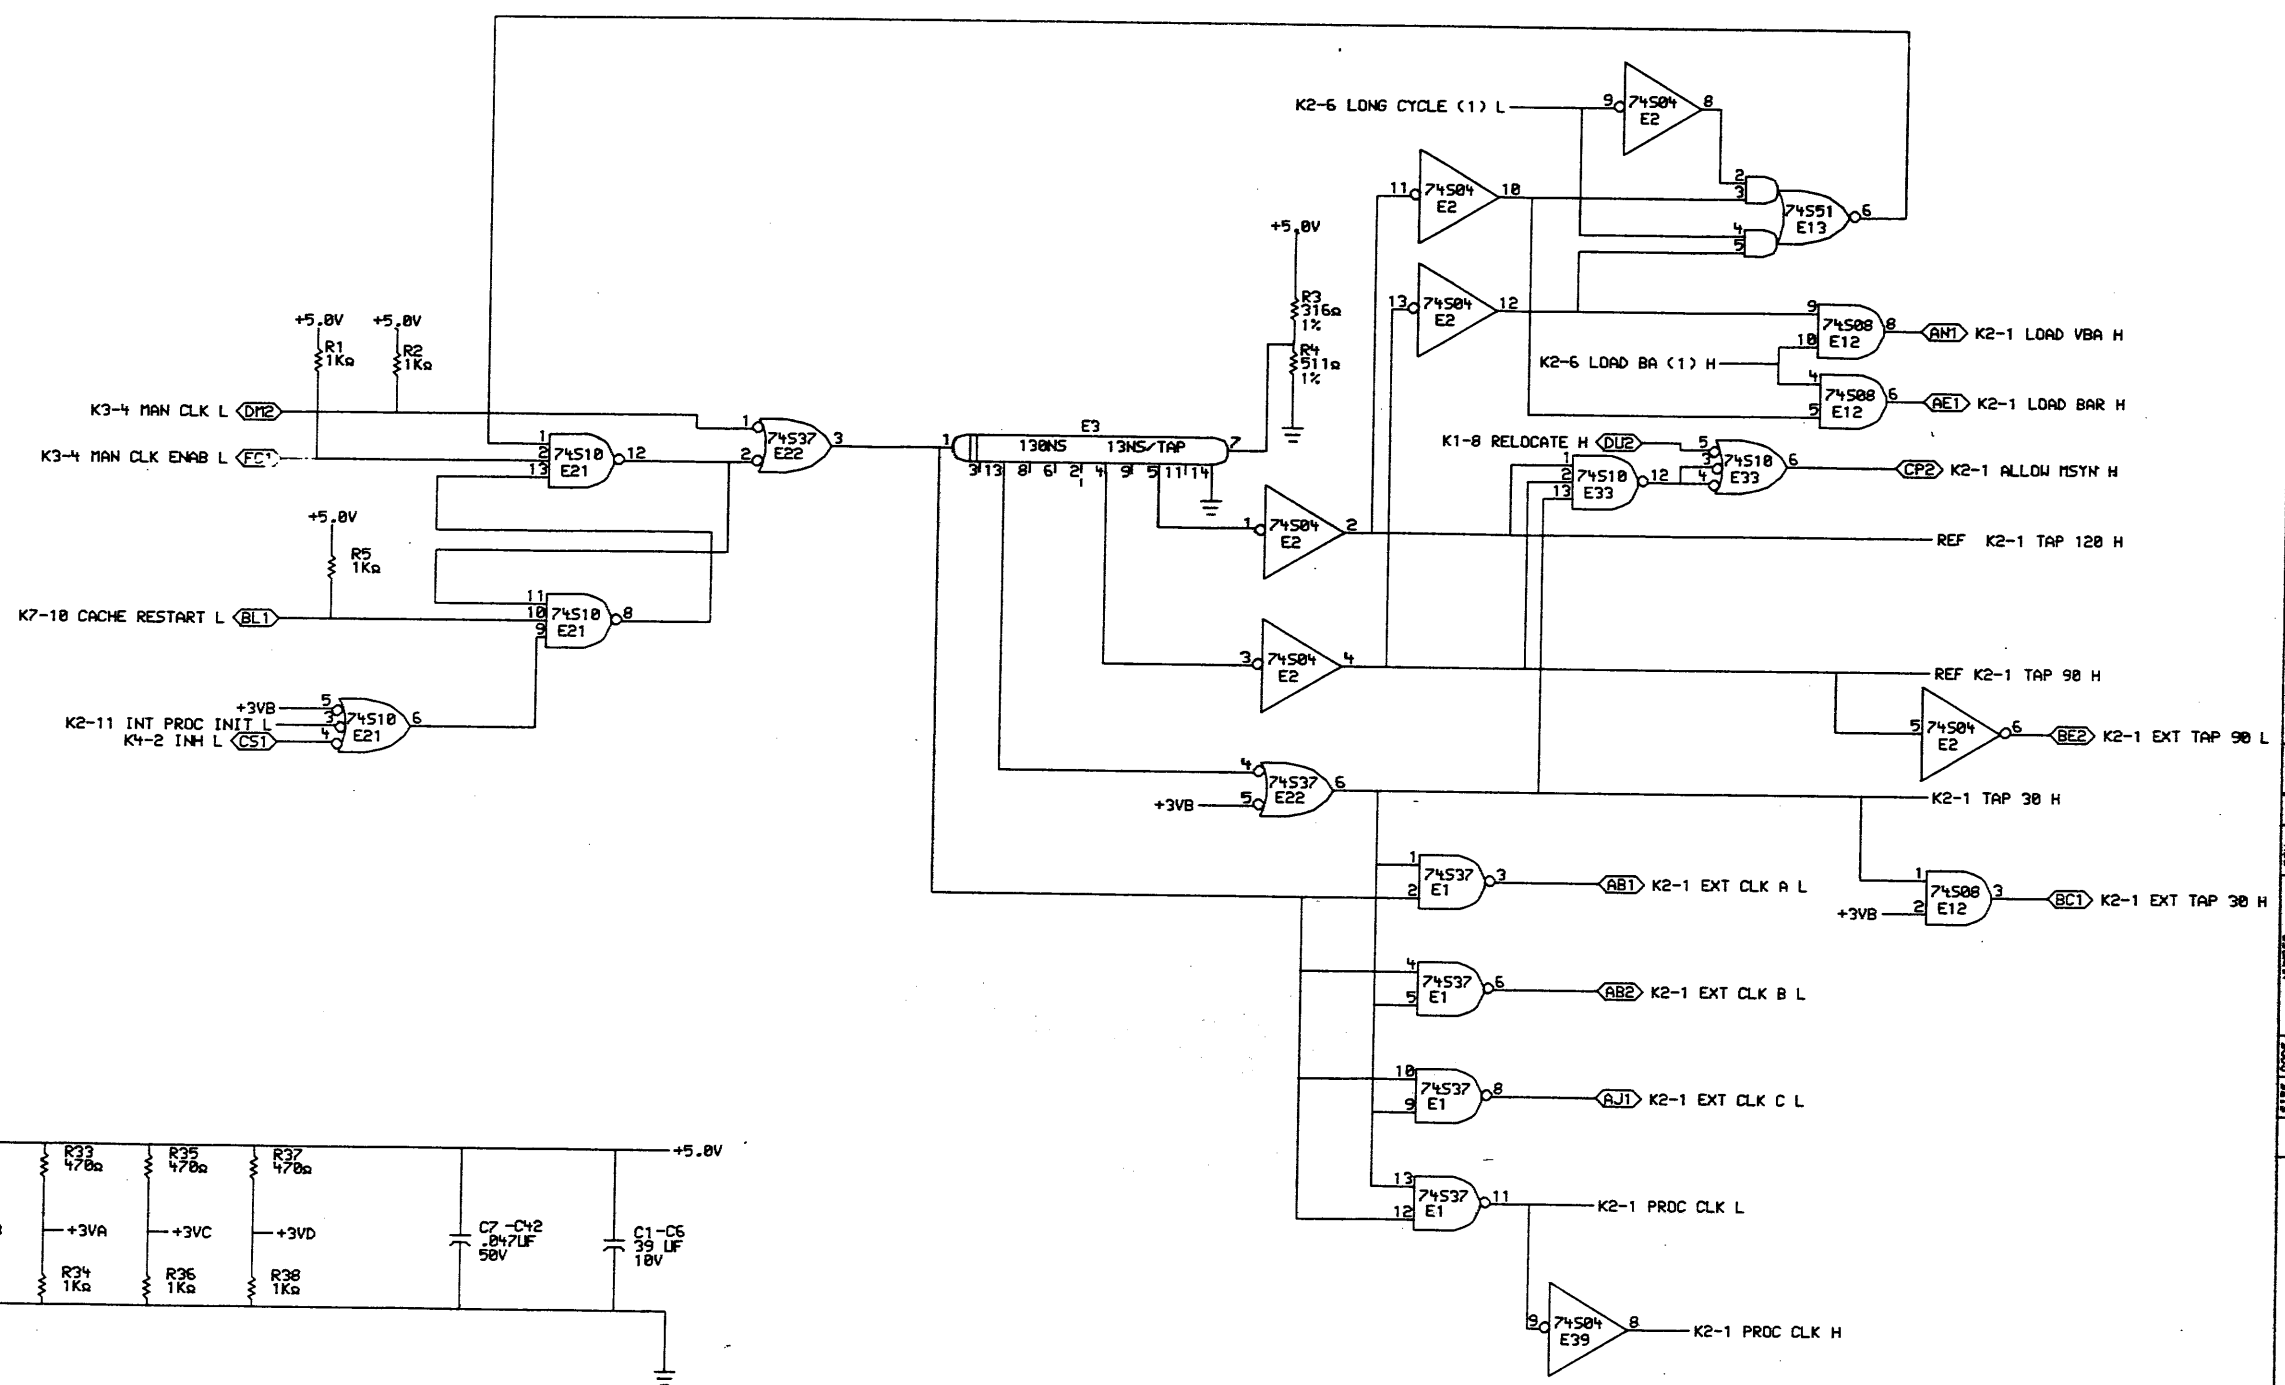 K2-6 LONG CYCLE (1) L
9 74S04 8
E2
11 74S04 10
E2
2
3
74S51 6
E13
4
5
+5.0V
R3
316Ω
1%
R4
511Ω
1%
13 74S04 12
E2
9
74S08 8
10 E12
AN1 K2-1 LOAD VBA H
K2-6 LOAD BA (1) H
4
74S08 6
5 E12
AE1 K2-1 LOAD BAR H
+5.0V +5.0V
R1
1KΩ
R2
1KΩ
K3-4 MAN CLK L DM2
K3-4 MAN CLK ENAB L
1
2 74S10 12
13 E21
1
74S37 3
2 E22
E3
1 130NS 13NS/TAP 7
3 13 8 6 2 4 9 5 11 14
K1-8 RELOCATE H DU2
1
2 74S10 12
13 E33
5
3 74S10 6
4 E33
CP2 K2-1 ALLOW MSYN H
1 74S04 2
E2
REF K2-1 TAP 120 H
+5.0V
R5
1KΩ
K7-10 CACHE RESTART L BL1
11
10 74S10 8
9 E21
3 74S04 4
E2
REF K2-1 TAP 90 H
+3VB
K2-11 INT PROC INIT L
K4-2 INH L CS1
5
3 74S10 6
4 E21
5 74S04 6
E2
BE2 K2-1 EXT TAP 90 L
4
74S37 6
5 E22
+3VB
K2-1 TAP 30 H
1
74S37 3
2 E1
AB1 K2-1 EXT CLK A L
1
74S08 3
2 E12
+3VB
BC1 K2-1 EXT TAP 30 H
4
74S37 6
5 E1
AB2 K2-1 EXT CLK B L
10
74S37 8
9 E1
AJ1 K2-1 EXT CLK C L
13
74S37 11
12 E1
K2-1 PROC CLK L
9 74S04 8
E39
K2-1 PROC CLK H
+5.0V
R33
470Ω
R35
470Ω
R37
470Ω
+3VA
+3VC
+3VD
R34
1KΩ
R36
1KΩ
R38
1KΩ
C7 -C42
.047UF
50V
C1-C6
39 UF
10V